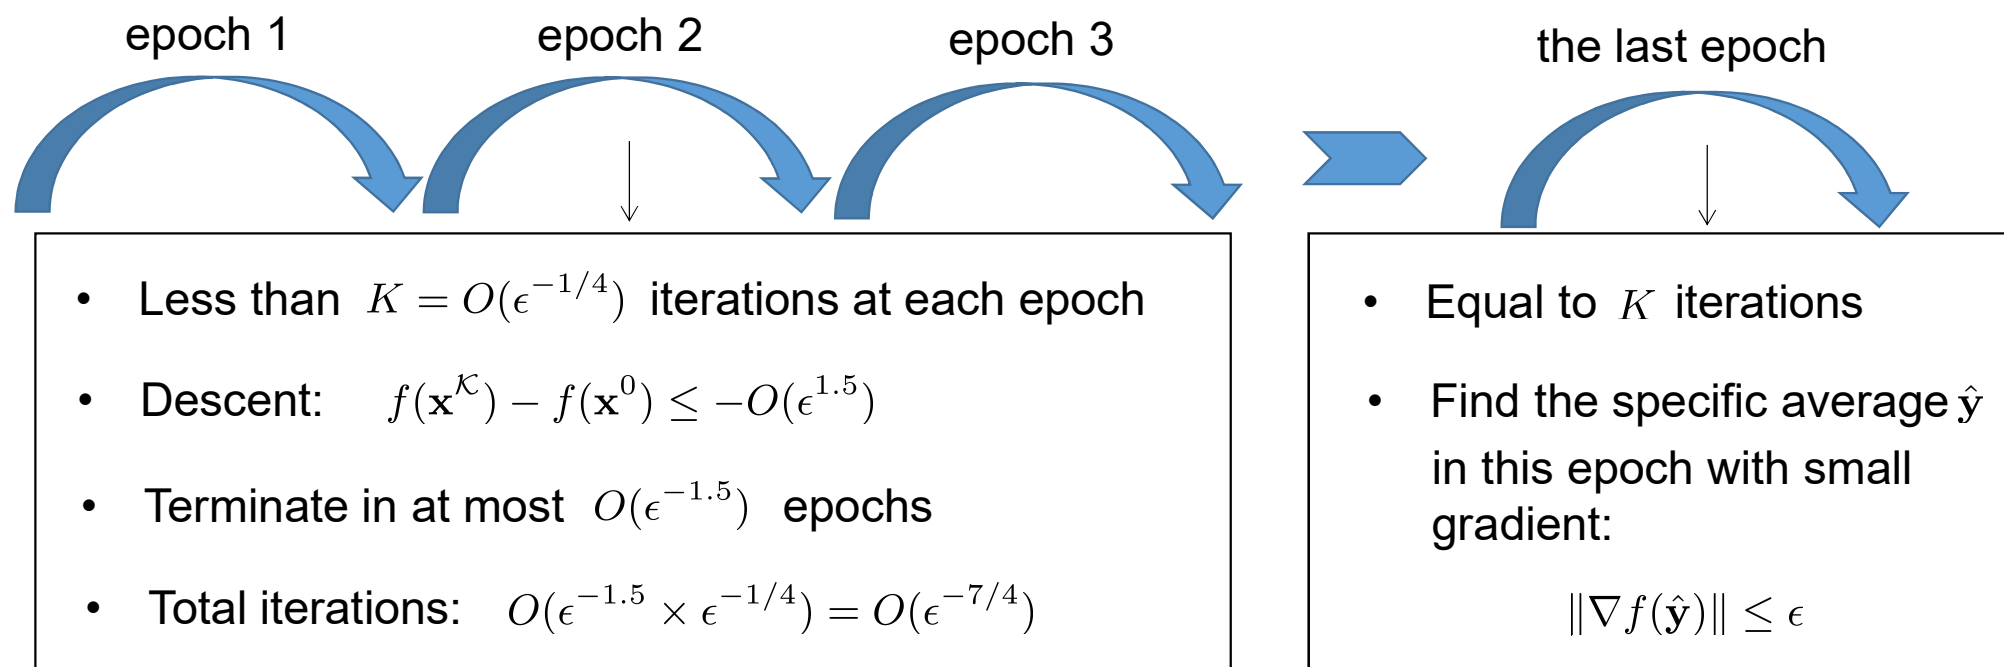 epoch 1
epoch 2
epoch 3
the last epoch
• Less than K = O(ϵ^{-1/4}) iterations at each epoch
• Descent: f(𝐱^𝒦) − f(𝐱^0) ≤ −O(ϵ^{1.5})
• Terminate in at most O(ϵ^{-1.5}) epochs
• Total iterations: O(ϵ^{-1.5} × ϵ^{-1/4}) = O(ϵ^{-7/4})
• Equal to K iterations
• Find the specific average ŷ
in this epoch with small
gradient:
‖∇f(ŷ)‖ ≤ ϵ